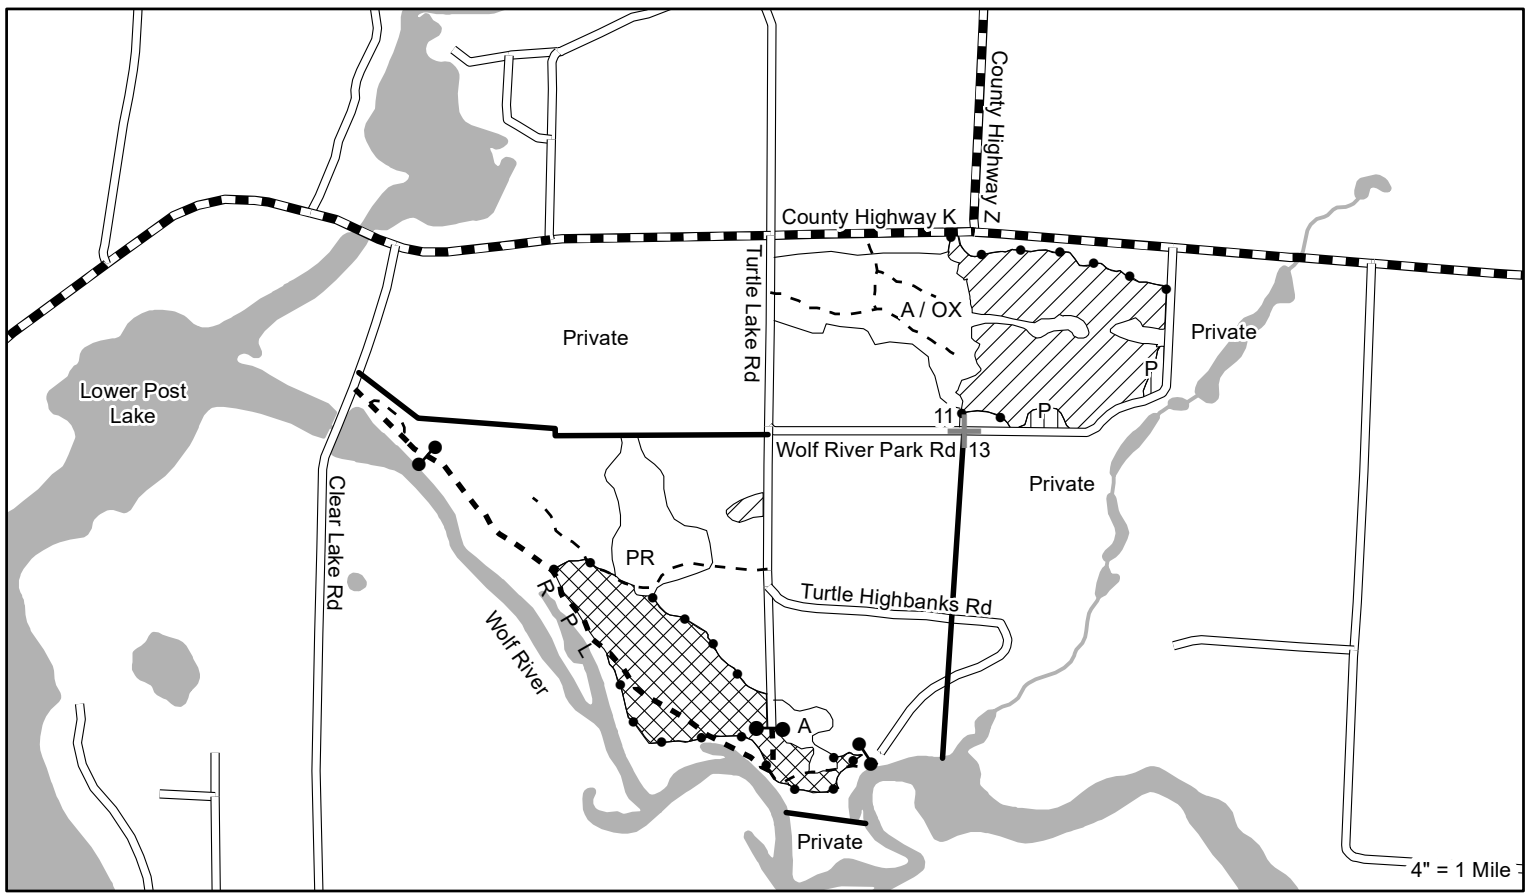 County Highway Z
County Highway K
Turtle Lake Rd
A / OX
Private
Private
P
Lower Post
Lake
P
11
Wolf River Park Rd
13
Private
Clear Lake Rd
PR
R P L
Turtle Highbanks Rd
Wolf River
A
Private
4" = 1 Mile